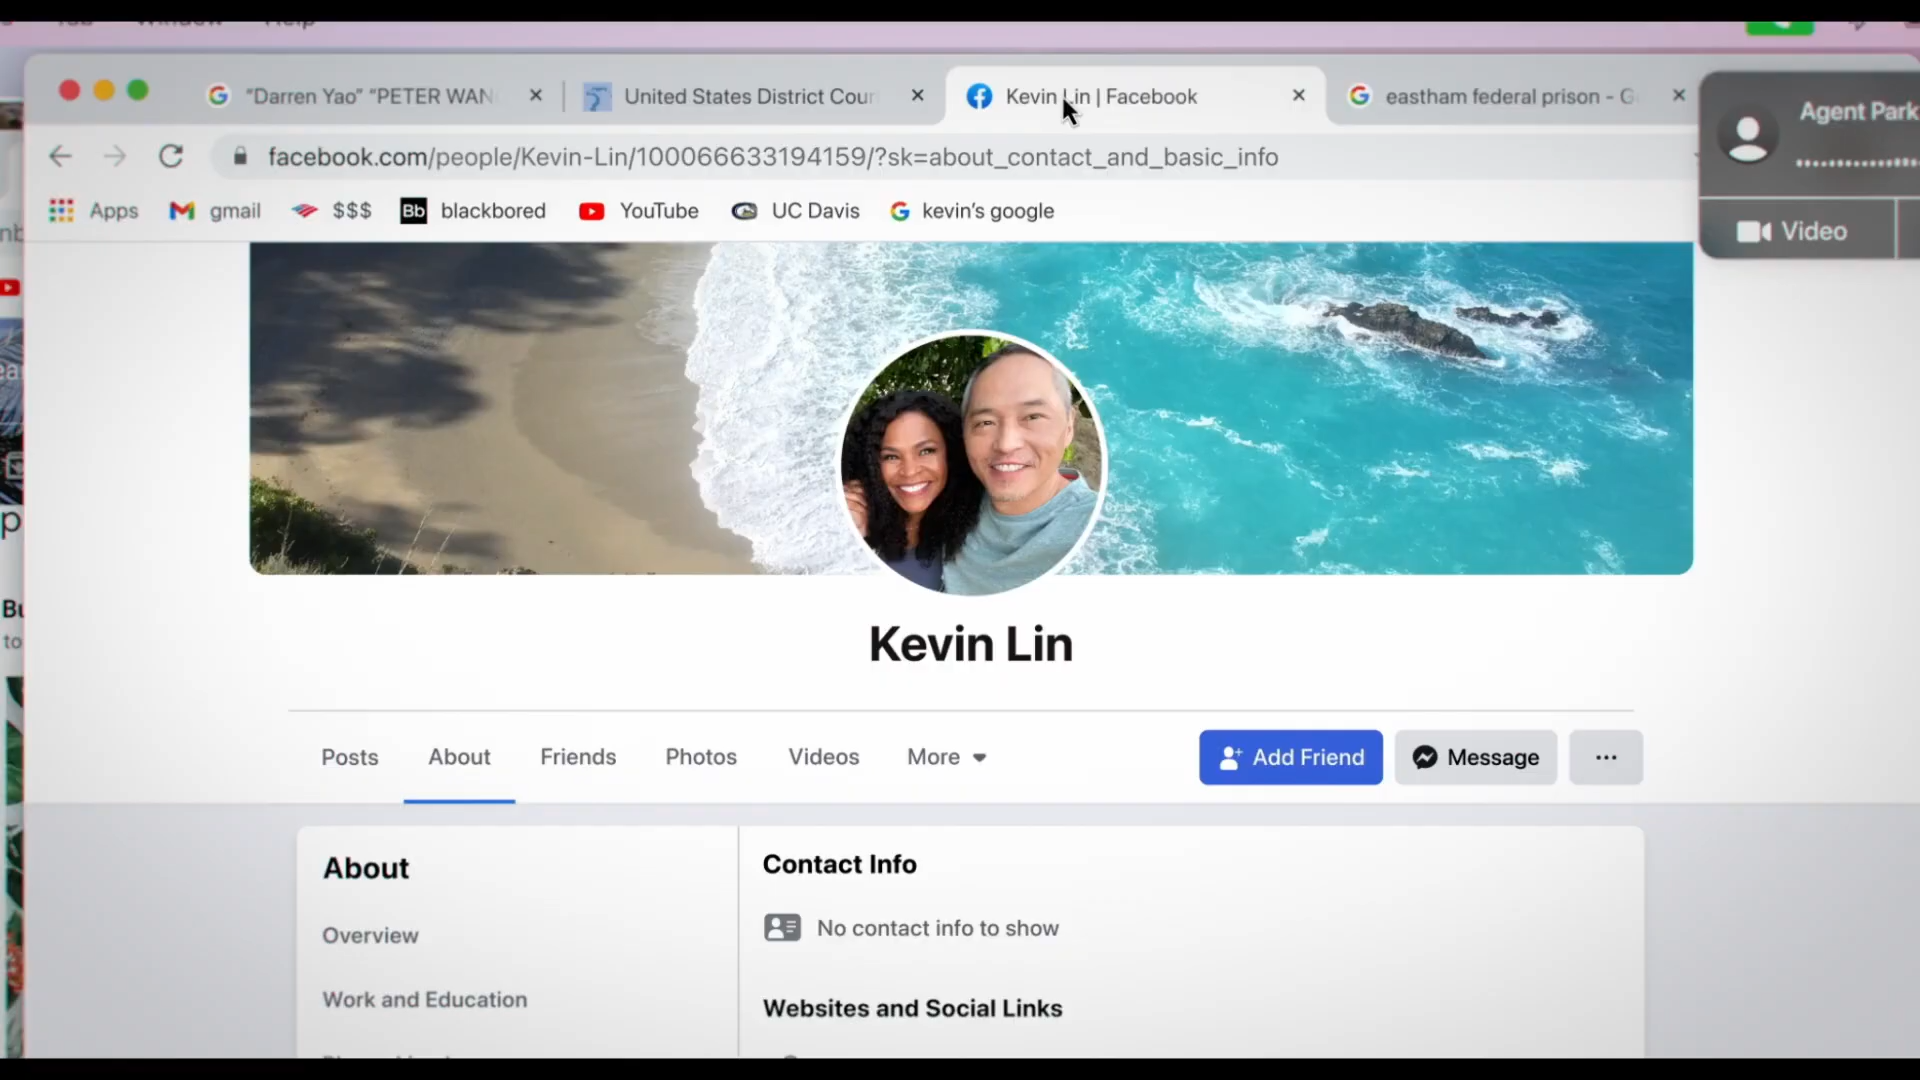 Window Help
"Darren Yao" "PETER WAN
United States District Cour
Kevin Lin | Facebook
eastham federal prison - G
Agent Park
facebook.com/people/Kevin-Lin/100066633194159/?sk=about_contact_and_basic_info
Apps
gmail
$$$
Bb
blackbored
YouTube
UC Davis
kevin's google
Video
Kevin Lin
Posts
About
Friends
Photos
Videos
More
Add Friend
Message
About
Contact Info
No contact info to show
Overview
Work and Education
Websites and Social Links